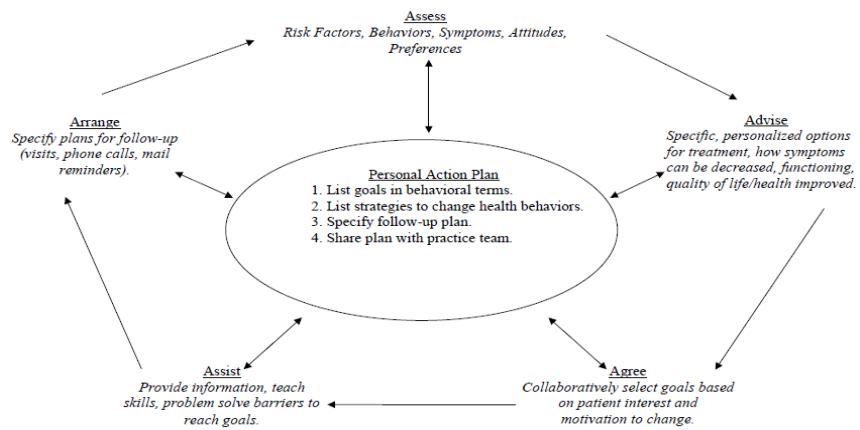 Assess
Risk Factors, Behaviors, Symptoms, Attitudes,
Preferences
Arrange
Specify plans for follow-up
(visits, phone calls, mail
reminders).
Advise
Specific, personalized options
for treatment, how symptoms
can be decreased, functioning,
quality of life/health improved.
Personal Action Plan
1. List goals in behavioral terms.
2. List strategies to change health behaviors.
3. Specify follow-up plan.
4. Share plan with practice team.
Assist
Provide information, teach
skills, problem solve barriers to
reach goals.
Agree
Collaboratively select goals based
on patient interest and
motivation to change.